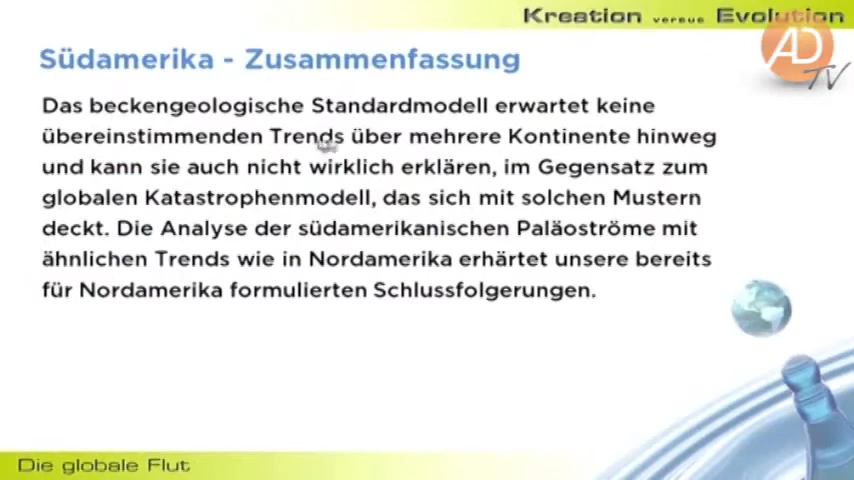 Kreation versus Evolution
AD
TV
Südamerika - Zusammenfassung
Das beckengeologische Standardmodell erwartet keine
übereinstimmenden Trends über mehrere Kontinente hinweg
und kann sie auch nicht wirklich erklären, im Gegensatz zum
globalen Katastrophenmodell, das sich mit solchen Mustern
deckt. Die Analyse der südamerikanischen Paläoströme mit
ähnlichen Trends wie in Nordamerika erhärtet unsere bereits
für Nordamerika formulierten Schlussfolgerungen.
Die globale Flut